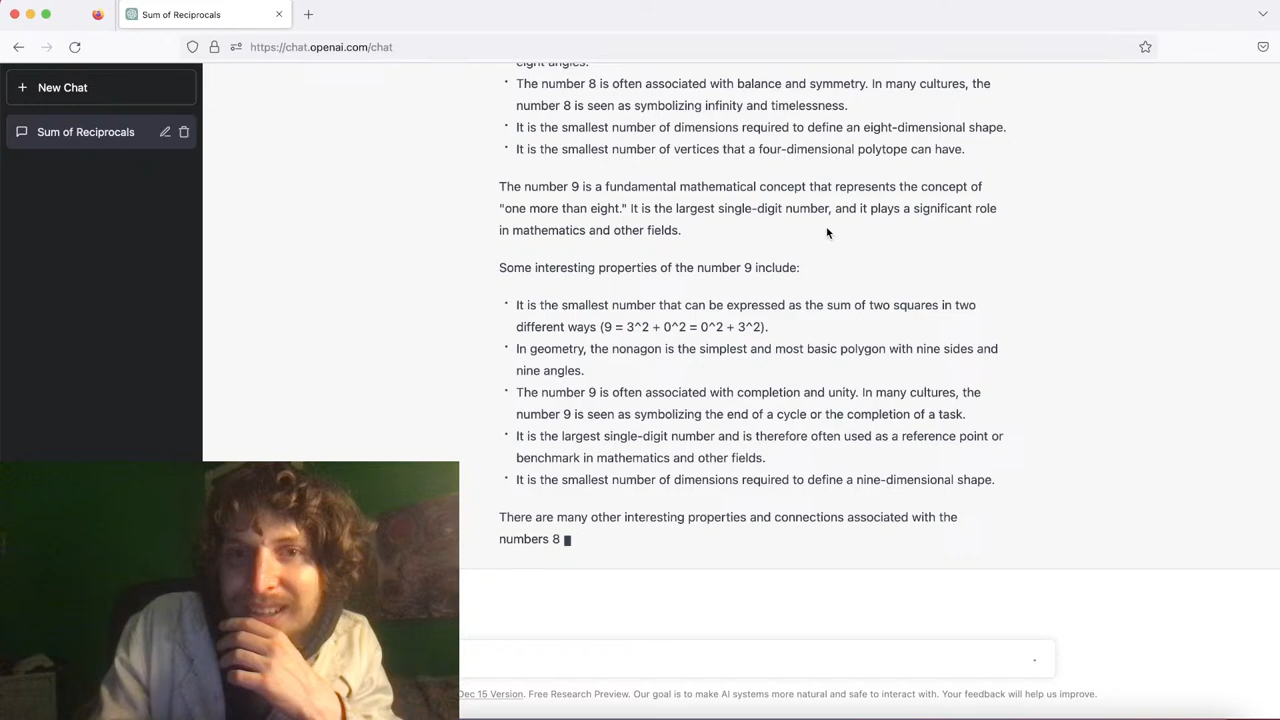 Sum of Reciprocals
https://chat.openai.com/chat
New Chat
Sum of Reciprocals
eight angles.
• The number 8 is often associated with balance and symmetry. In many cultures, the
number 8 is seen as symbolizing infinity and timelessness.
• It is the smallest number of dimensions required to define an eight-dimensional shape.
• It is the smallest number of vertices that a four-dimensional polytope can have.
The number 9 is a fundamental mathematical concept that represents the concept of
"one more than eight." It is the largest single-digit number, and it plays a significant role
in mathematics and other fields.
Some interesting properties of the number 9 include:
• It is the smallest number that can be expressed as the sum of two squares in two
different ways (9 = 3^2 + 0^2 = 0^2 + 3^2).
• In geometry, the nonagon is the simplest and most basic polygon with nine sides and
nine angles.
• The number 9 is often associated with completion and unity. In many cultures, the
number 9 is seen as symbolizing the end of a cycle or the completion of a task.
• It is the largest single-digit number and is therefore often used as a reference point or
benchmark in mathematics and other fields.
• It is the smallest number of dimensions required to define a nine-dimensional shape.
There are many other interesting properties and connections associated with the
numbers 8
Dec 15 Version. Free Research Preview. Our goal is to make AI systems more natural and safe to interact with. Your feedback will help us improve.